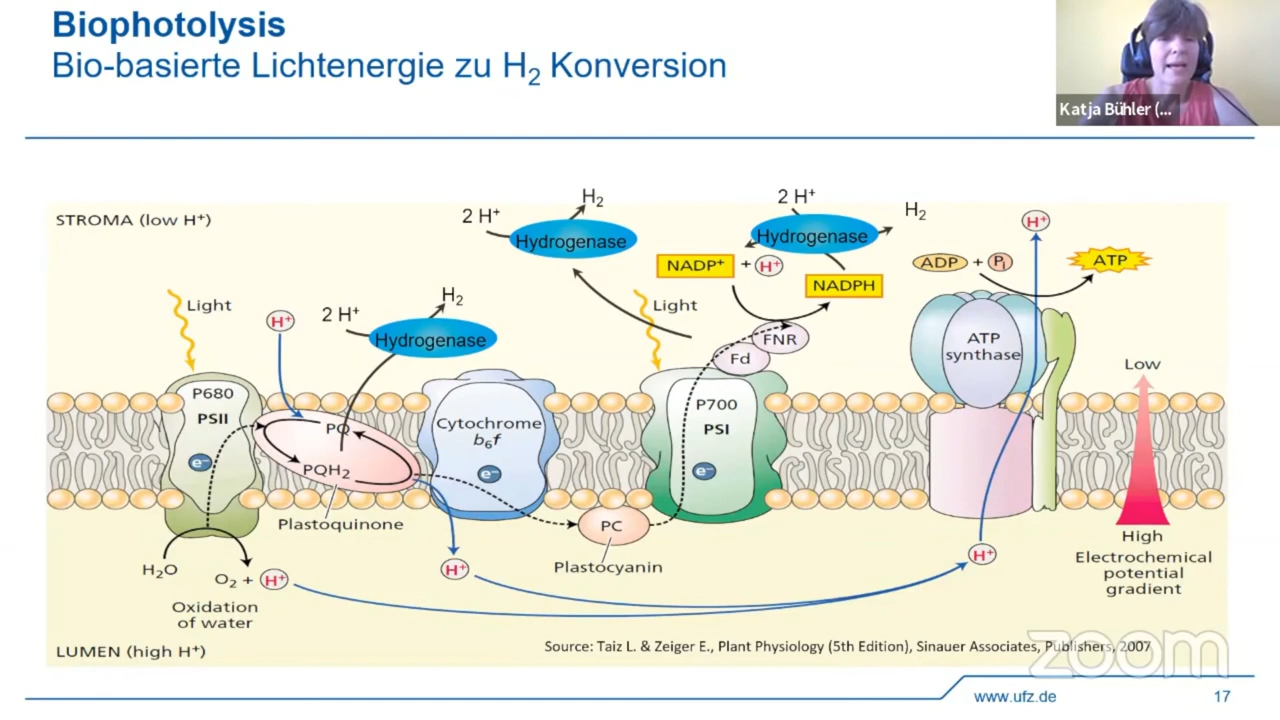 Biophotolysis
Bio-basierte Lichtenergie zu H₂ Konversion
Katja Bühler (...
STROMA (low H⁺)
2 H⁺
H₂
Hydrogenase
2 H⁺
H₂
Hydrogenase
NADP⁺ + H⁺
NADPH
H⁺
ADP + Pᵢ
ATP
Light
H⁺
2 H⁺
H₂
Hydrogenase
Light
FNR
Fd
ATP
synthase
Low
P680
PSII
e⁻
PQ
PQH₂
Plastoquinone
Cytochrome
b₆f
e⁻
P700
PSI
e⁻
PC
Plastocyanin
H₂O
O₂ + H⁺
Oxidation
of water
H⁺
H⁺
High
Electrochemical
potential
gradient
LUMEN (high H⁺)
Source: Taiz L. & Zeiger E., Plant Physiology (5th Edition), Sinauer Associates, Publishers, 2007
zoom
www.ufz.de
17